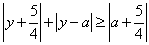 |y + 5/4| + |y − a| ≥ |a + 5/4|